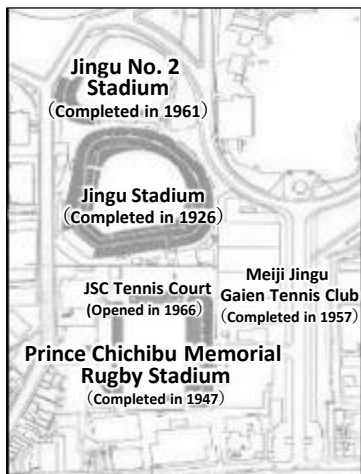 Jingu No. 2
Stadium
(Completed in 1961)
Jingu Stadium
(Completed in 1926)
JSC Tennis Court
(Opened in 1966)
Meiji Jingu
Gaien Tennis Club
(Completed in 1957)
Prince Chichibu Memorial
Rugby Stadium
(Completed in 1947)